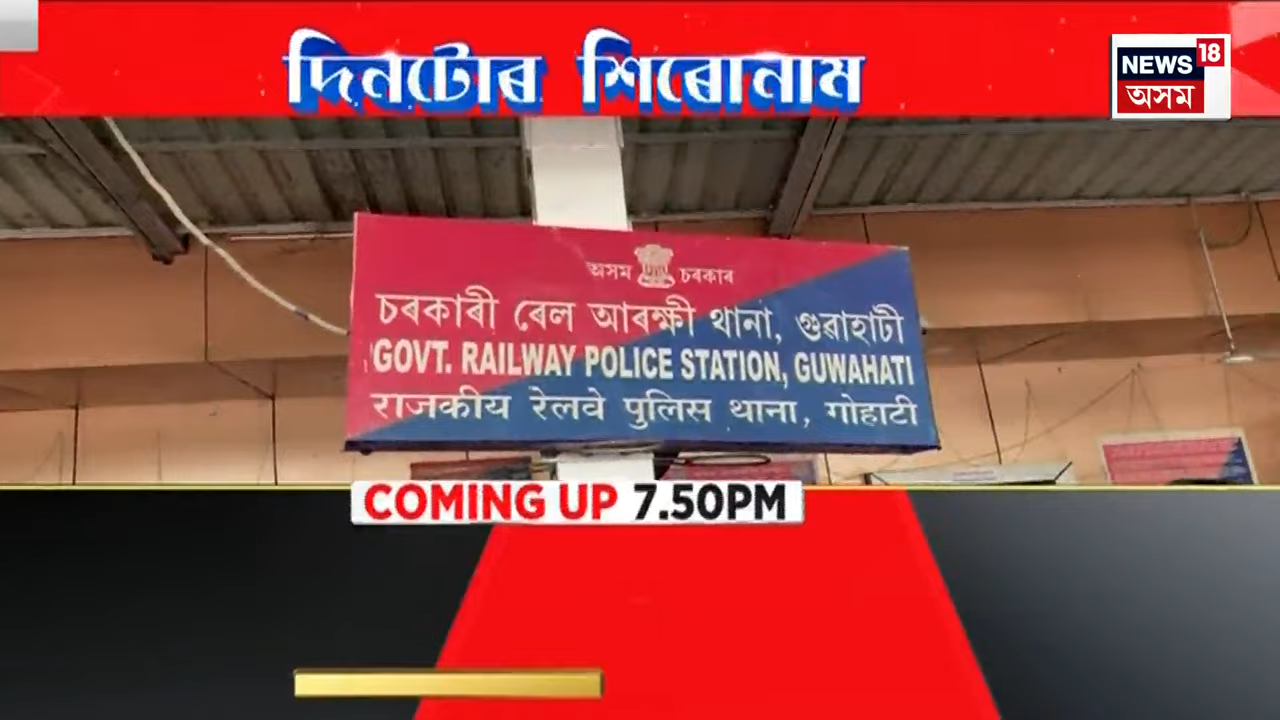 দিনটোৰ শিৰোনাম
NEWS 18
অসম
অসম চৰকাৰ
চৰকাৰী ৰেল আৰক্ষী থানা, গুৱাহাটী
GOVT. RAILWAY POLICE STATION, GUWAHATI
राजकीय रेलवे पुलिस थाना, गोहाटी
COMING UP 7.50PM